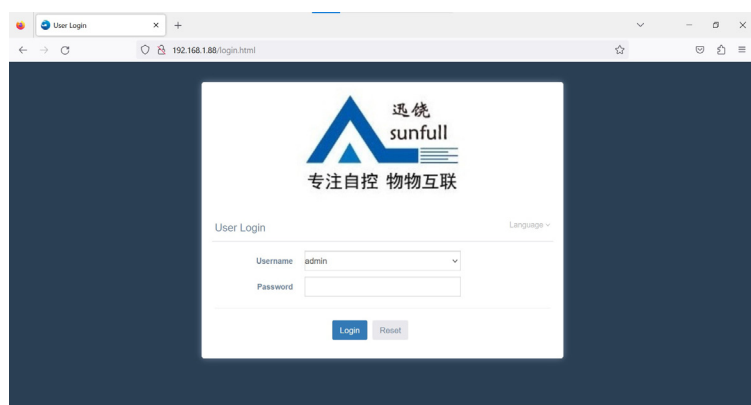 User Login
192.168.1.88/login.html
迅饶
sunfull
专注自控 物物互联
User Login
Language
Username
admin
Password
Login
Reset